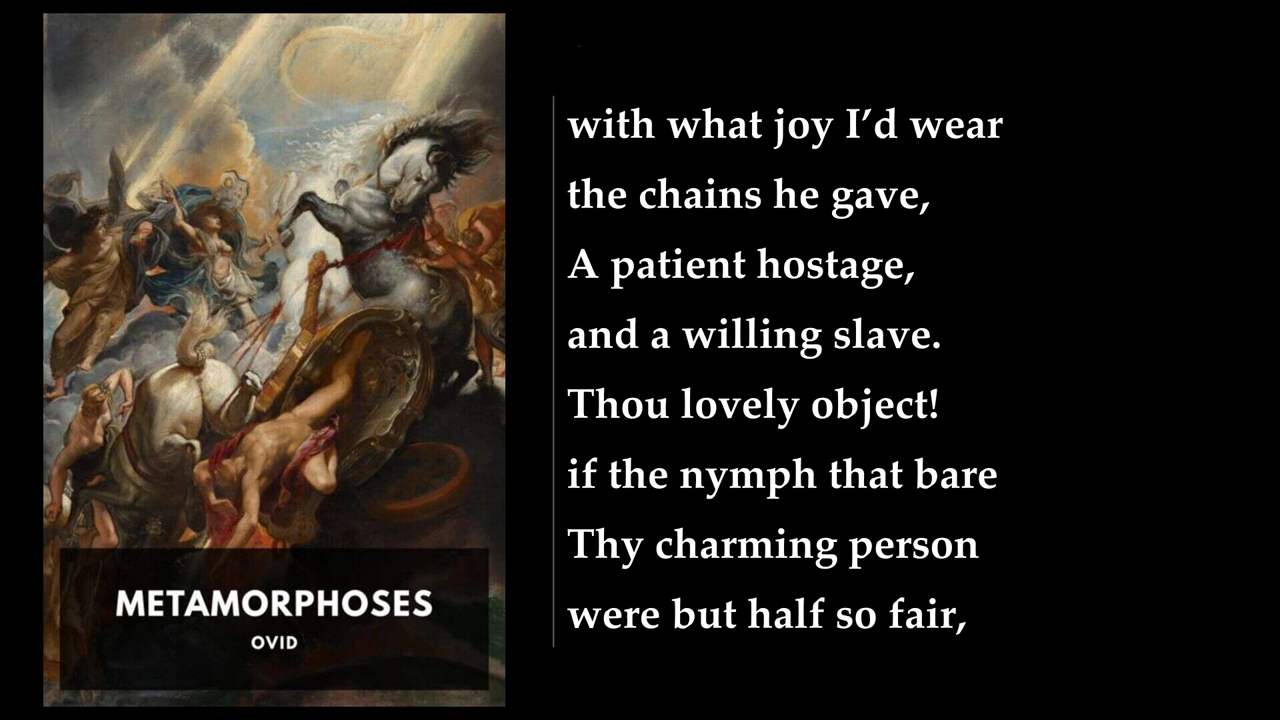 METAMORPHOSES
OVID
with what joy I’d wear
the chains he gave,
A patient hostage,
and a willing slave.
Thou lovely object!
if the nymph that bare
Thy charming person
were but half so fair,